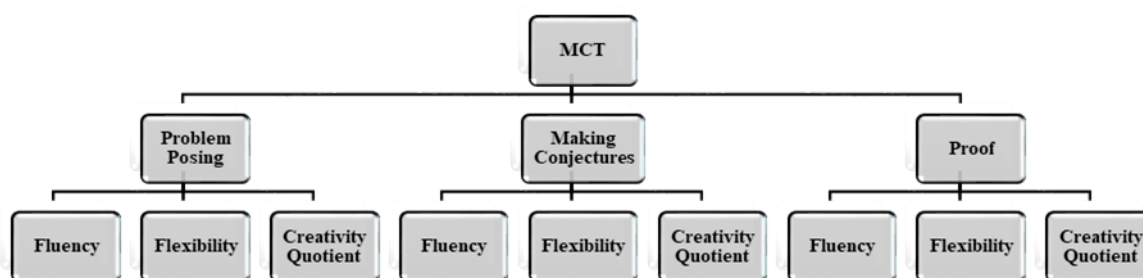 MCT
Problem
Posing
Making
Conjectures
Proof
Fluency
Flexibility
Creativity
Quotient
Fluency
Flexibility
Creativity
Quotient
Fluency
Flexibility
Creativity
Quotient